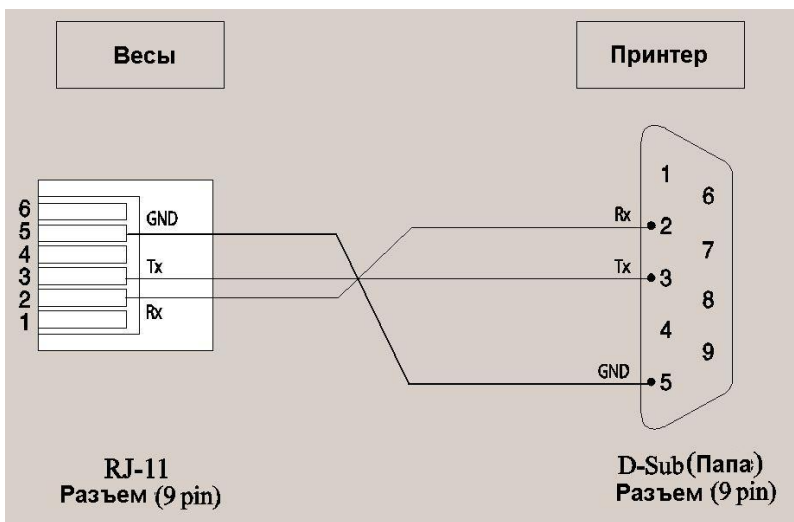 Весы
Принтер
6
5
4
3
2
1
GND
Tx
Rx
Rx
Tx
GND
1
2
3
4
5
6
7
8
9
RJ-11
Разъем (9 pin)
D-Sub(Папа)
Разъем (9 pin)